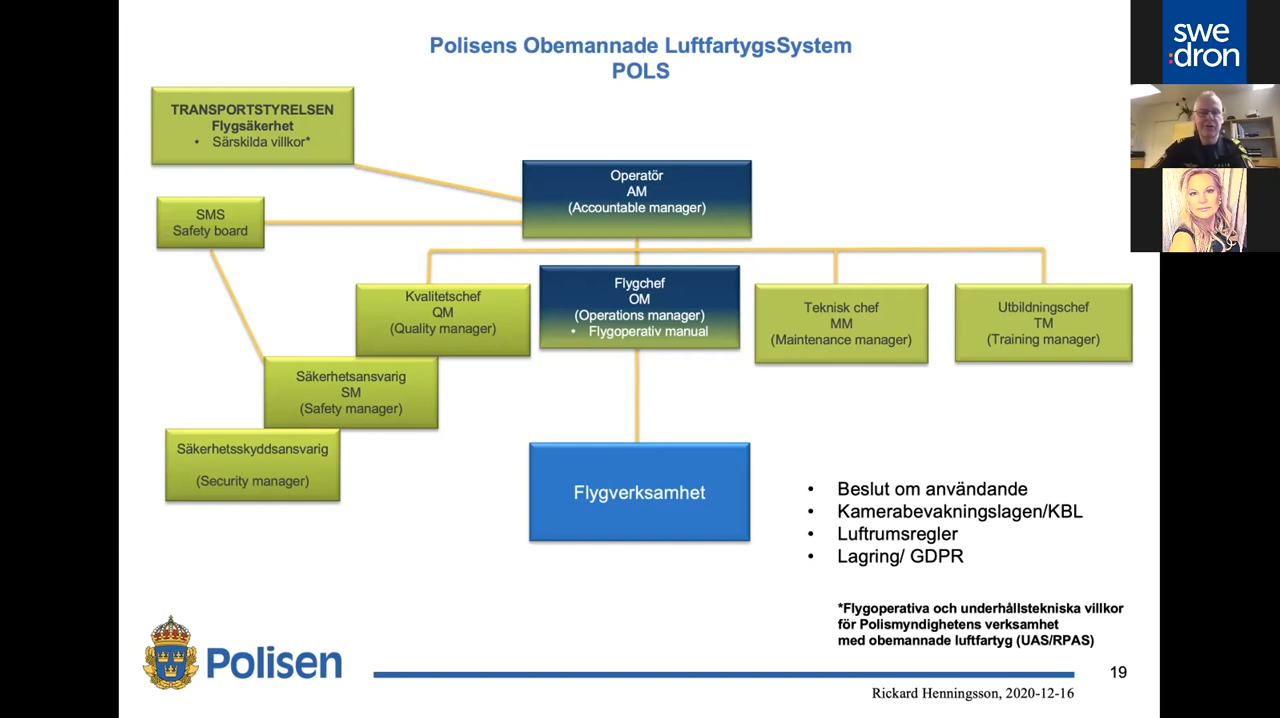 Polisens Obemannade LuftfartygsSystem
POLS
swe
:dron
TRANSPORTSTYRELSEN
Flygsäkerhet
• Särskilda villkor*
Operatör
AM
(Accountable manager)
SMS
Safety board
Kvalitetschef
QM
(Quality manager)
Flygchef
OM
(Operations manager)
• Flygoperativ manual
Teknisk chef
MM
(Maintenance manager)
Utbildningschef
TM
(Training manager)
Säkerhetsansvarig
SM
(Safety manager)
Säkerhetsskyddsansvarig
(Security manager)
Flygverksamhet
• Beslut om användande
• Kamerabevakningslagen/KBL
• Luftrumsregler
• Lagring/ GDPR
*Flygoperativa och underhållstekniska villkor
för Polismyndighetens verksamhet
med obemannade luftfartyg (UAS/RPAS)
Polisen
19
Rickard Henningsson, 2020-12-16